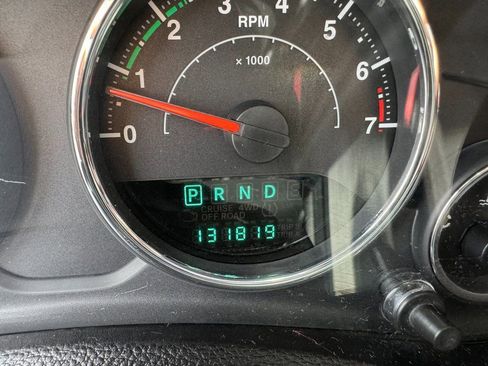 0 1 2 3 4 5 6 7
RPM
x 1000
P R N D
CRUISE 4WD
OFF ROAD
131819